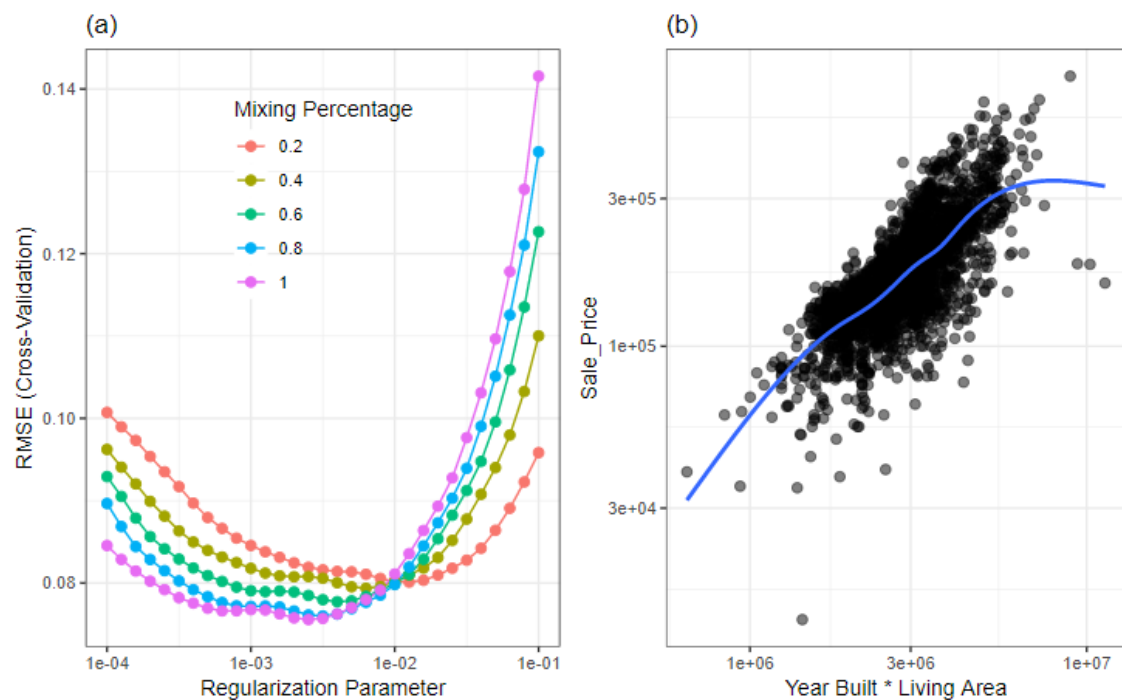 (a)
0.14
0.12
0.10
0.08
RMSE (Cross-Validation)
Mixing Percentage
0.2
0.4
0.6
0.8
1
1e-04
1e-03
1e-02
1e-01
Regularization Parameter
(b)
3e+05
1e+05
3e+04
Sale_Price
1e+06
3e+06
1e+07
Year Built * Living Area